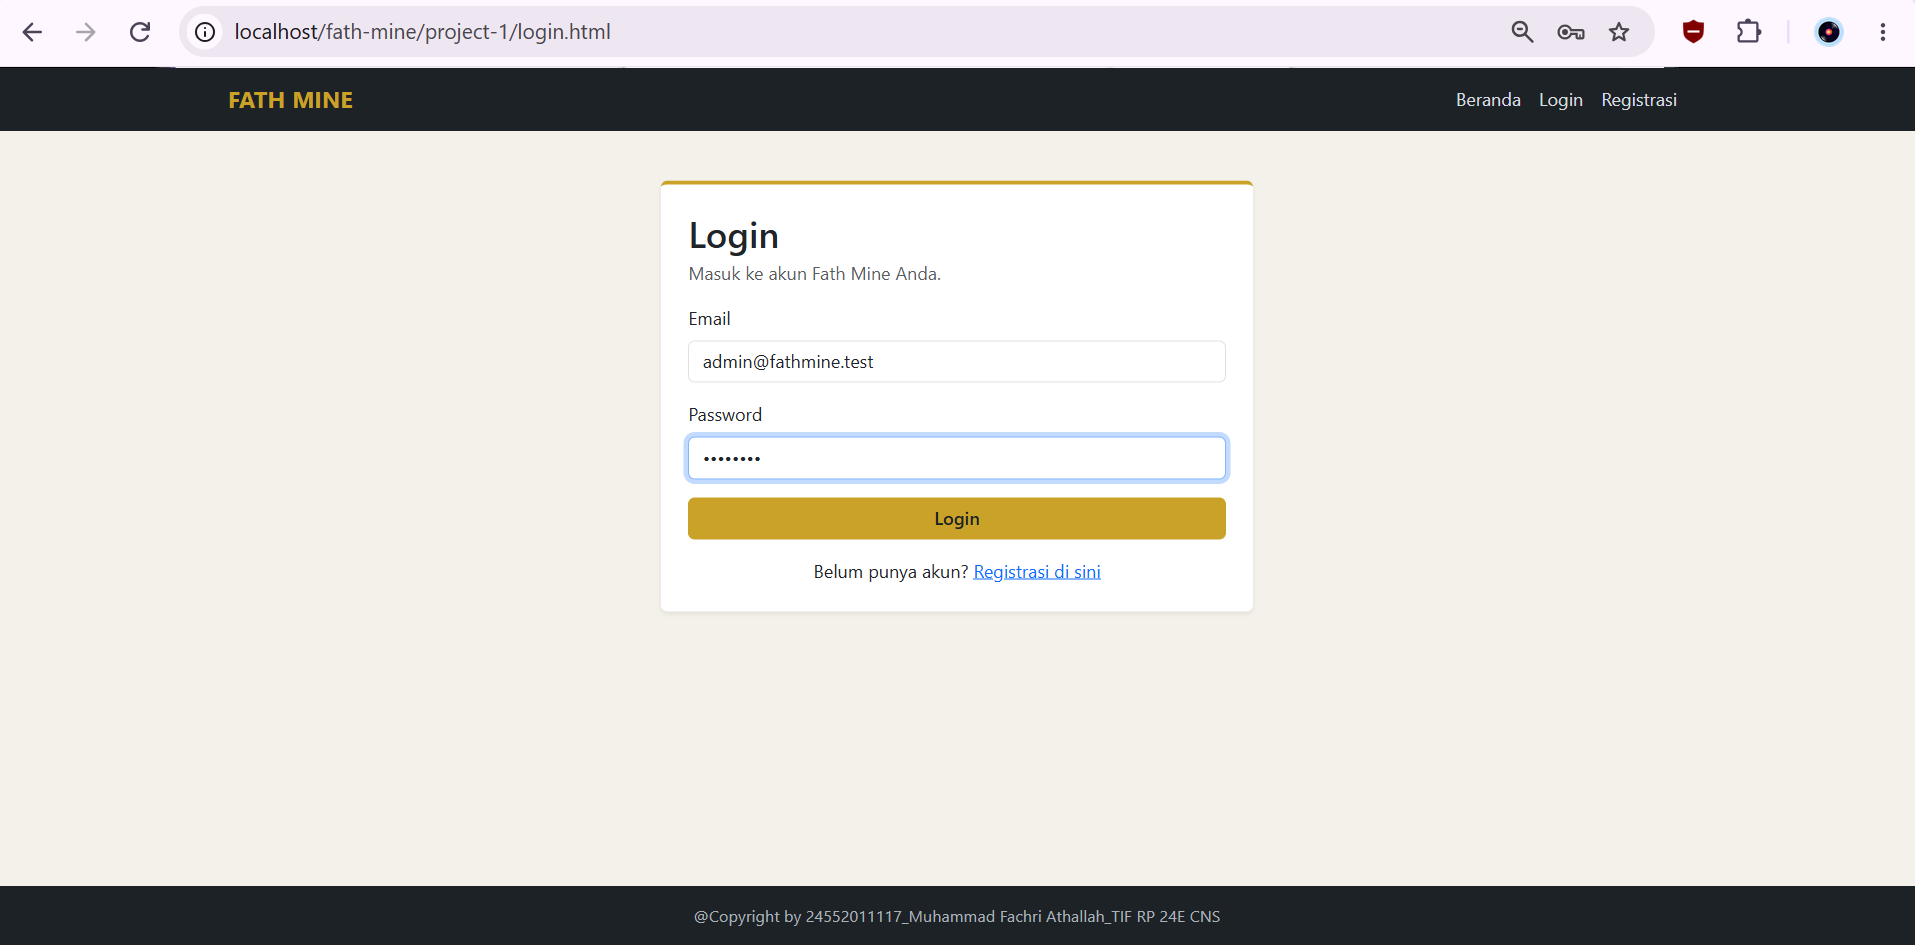 localhost/fath-mine/project-1/login.html
FATH MINE
Beranda Login Registrasi
Login
Masuk ke akun Fath Mine Anda.
Email
admin@fathmine.test
Password
••••••••
Login
Belum punya akun? Registrasi di sini
@Copyright by 24552011117_Muhammad Fachri Athallah_TIF RP 24E CNS